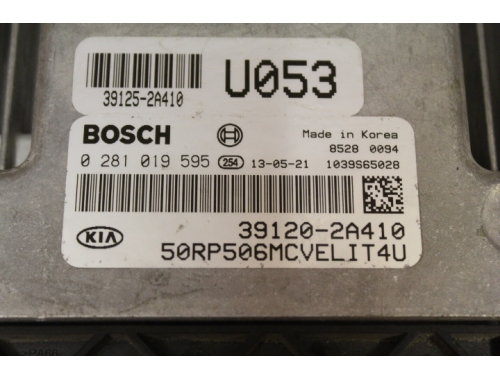 39125-2A410
U053
BOSCH
Made in Korea
8528 0094
0 281 019 595 254 13-05-21 1039S65028
KIA
39120-2A410
50RP506MCVELIT4U